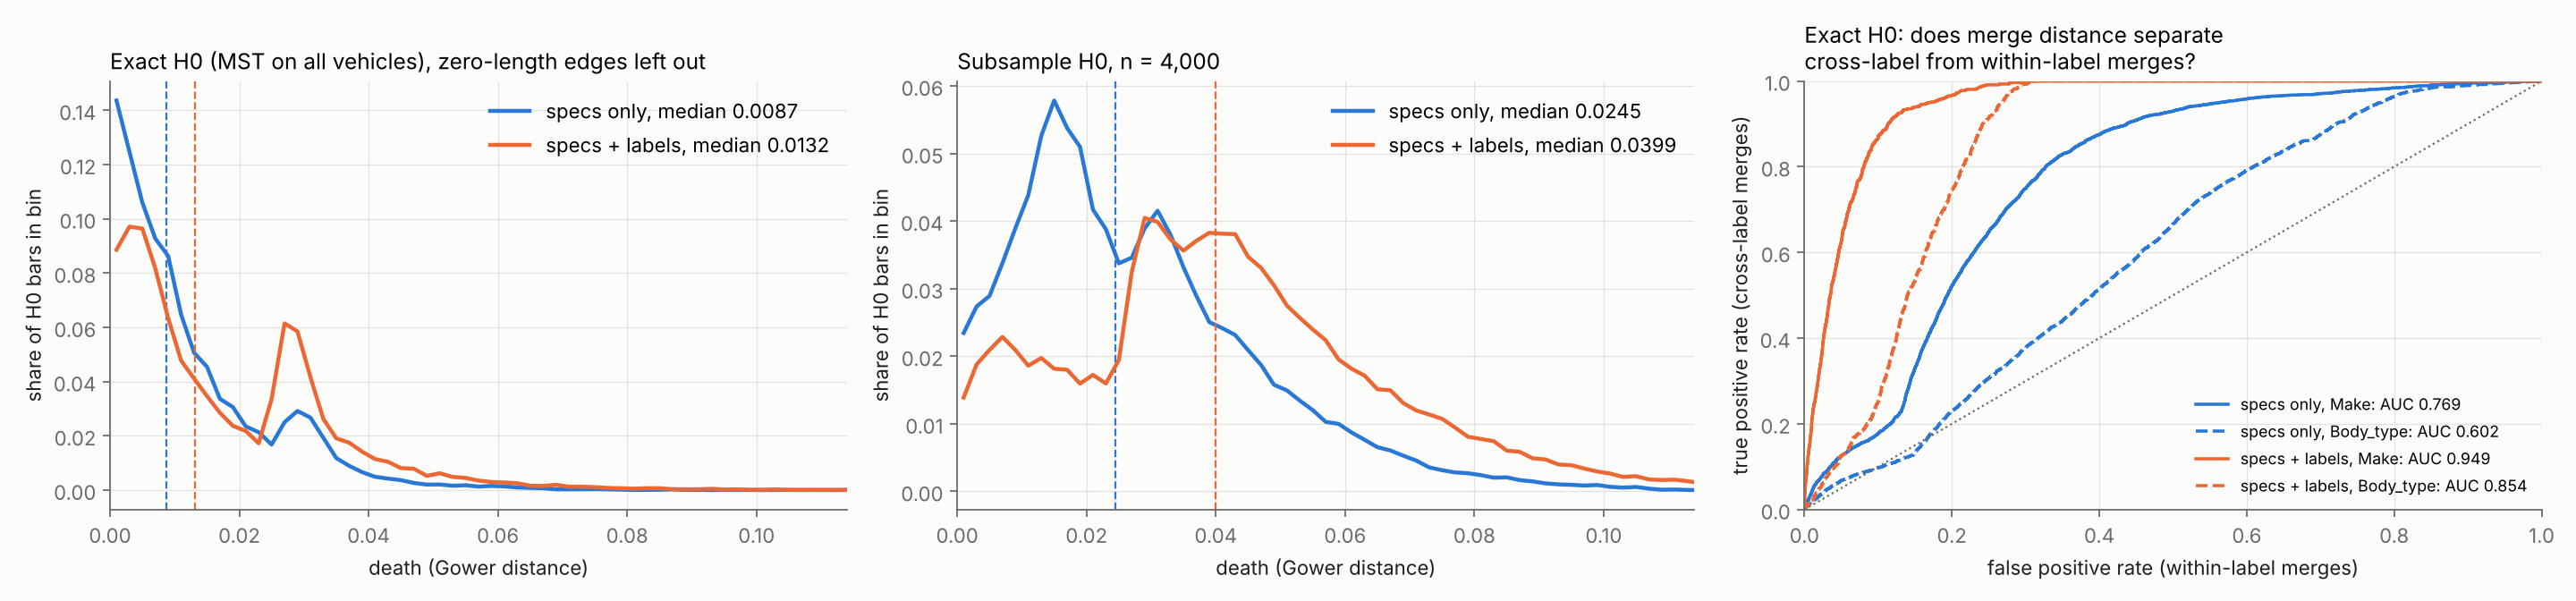 Exact H0 (MST on all vehicles), zero-length edges left out
specs only, median 0.0087
specs + labels, median 0.0132
share of H0 bars in bin
0.14
0.12
0.10
0.08
0.06
0.04
0.02
0.00
0.00 0.02 0.04 0.06 0.08 0.10
death (Gower distance)
Subsample H0, n = 4,000
specs only, median 0.0245
specs + labels, median 0.0399
share of H0 bars in bin
0.06
0.05
0.04
0.03
0.02
0.01
0.00
0.00 0.02 0.04 0.06 0.08 0.10
death (Gower distance)
Exact H0: does merge distance separate
cross-label from within-label merges?
true positive rate (cross-label merges)
1.0
0.8
0.6
0.4
0.2
0.0
specs only, Make: AUC 0.769
specs only, Body_type: AUC 0.602
specs + labels, Make: AUC 0.949
specs + labels, Body_type: AUC 0.854
0.0 0.2 0.4 0.6 0.8 1.0
false positive rate (within-label merges)